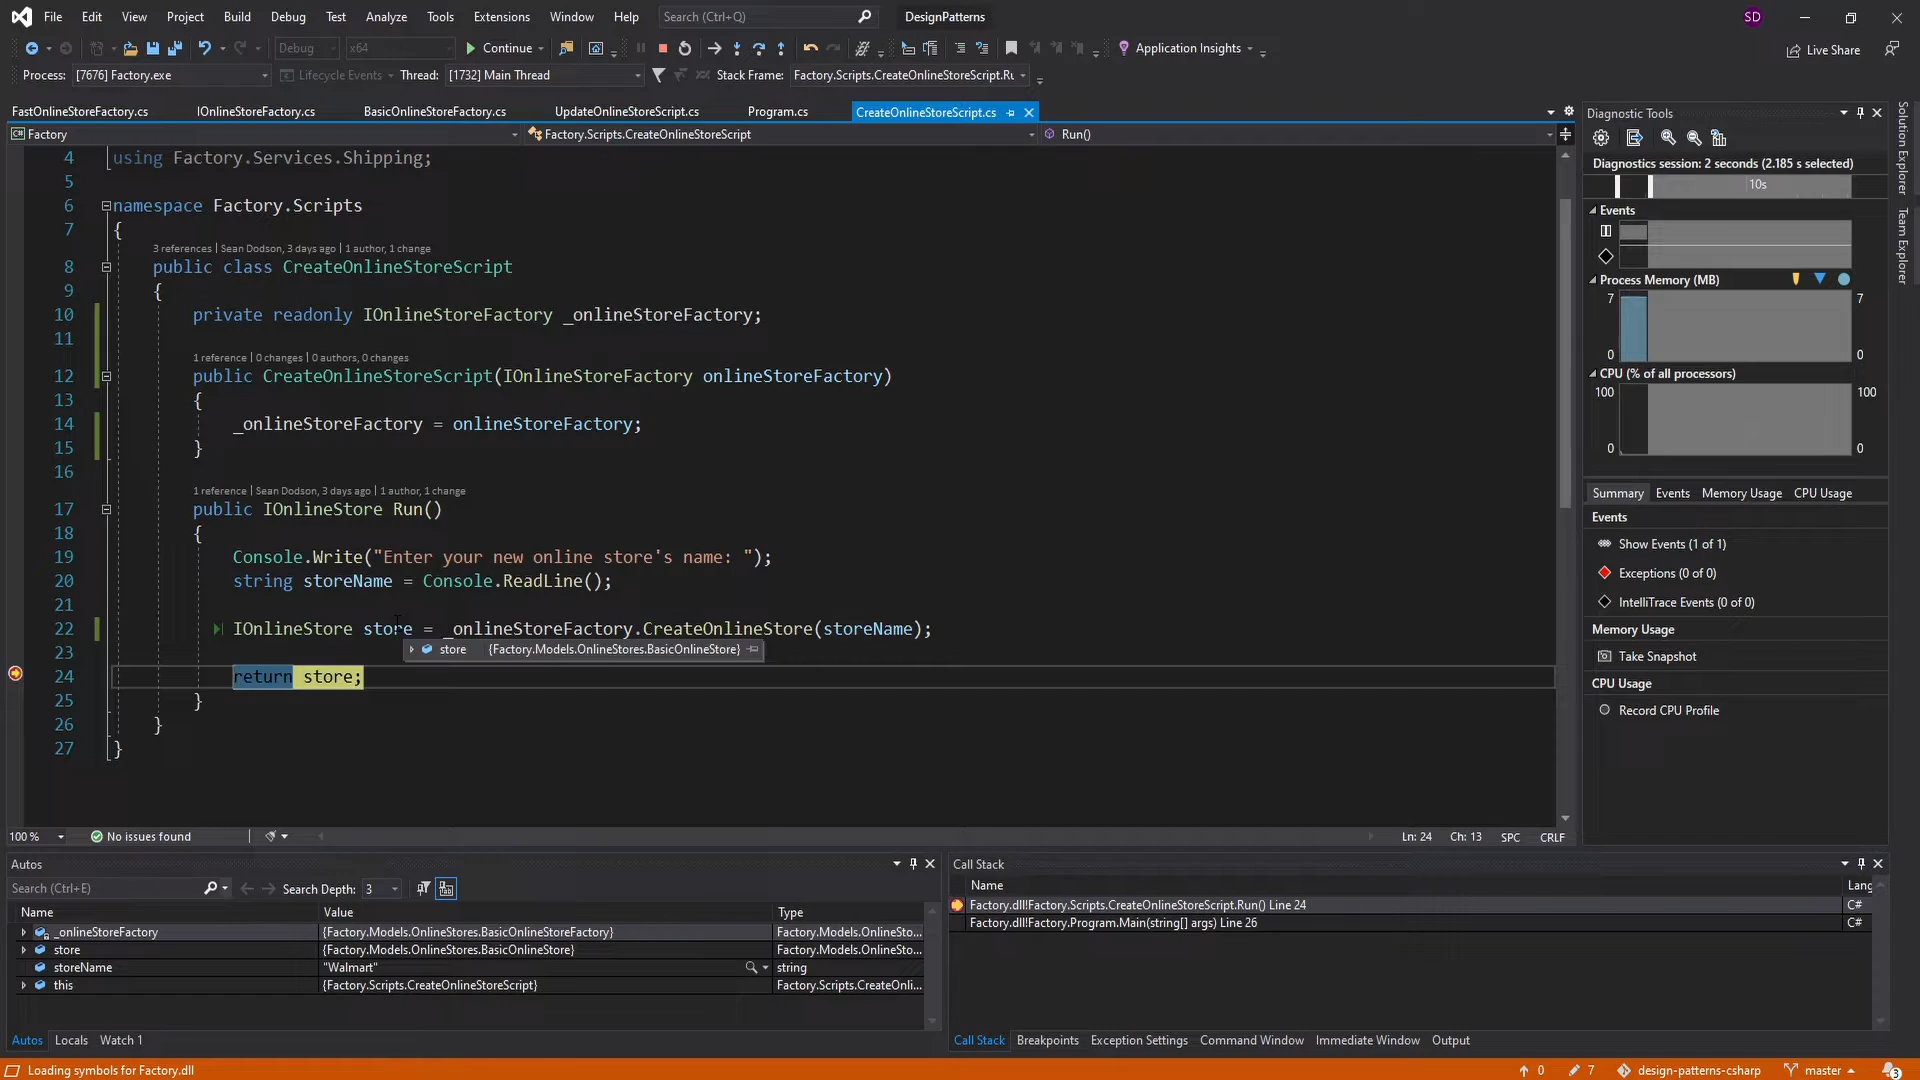 File Edit View Project Build Debug Test Analyze Tools Extensions Window Help Search (Ctrl+Q) DesignPatterns SD
Debug x64 Continue Application Insights Live Share
Process: [7676] Factory.exe Lifecycle Events Thread: [1732] Main Thread Stack Frame: Factory.Scripts.CreateOnlineStoreScript.Ru
FastOnlineStoreFactory.cs IOnlineStoreFactory.cs BasicOnlineStoreFactory.cs UpdateOnlineStoreScript.cs Program.cs CreateOnlineStoreScript.cs
C# Factory Factory.Scripts.CreateOnlineStoreScript Run()
4 using Factory.Services.Shipping;
5
6 namespace Factory.Scripts
7 {
3 references | Sean Dodson, 3 days ago | 1 author, 1 change
8 public class CreateOnlineStoreScript
9 {
10 private readonly IOnlineStoreFactory _onlineStoreFactory;
11
1 reference | 0 changes | 0 authors, 0 changes
12 public CreateOnlineStoreScript(IOnlineStoreFactory onlineStoreFactory)
13 {
14 _onlineStoreFactory = onlineStoreFactory;
15 }
16
1 reference | Sean Dodson, 3 days ago | 1 author, 1 change
17 public IOnlineStore Run()
18 {
19 Console.Write("Enter your new online store's name: ");
20 string storeName = Console.ReadLine();
21
22 IOnlineStore store = _onlineStoreFactory.CreateOnlineStore(storeName);
23
store {Factory.Models.OnlineStores.BasicOnlineStore}
24 return store;
25 }
26 }
27 }
100 % No issues found Ln: 24 Ch: 13 SPC CRLF
Diagnostic Tools
Diagnostics session: 2 seconds (2.185 s selected)
10s
Events
Process Memory (MB)
7 7
0 0
CPU (% of all processors)
100 100
0 0
Summary Events Memory Usage CPU Usage
Events
Show Events (1 of 1)
Exceptions (0 of 0)
IntelliTrace Events (0 of 0)
Memory Usage
Take Snapshot
CPU Usage
Record CPU Profile
Solution Explorer
Team Explorer
Autos
Search (Ctrl+E) Search Depth: 3
Name Value Type
_onlineStoreFactory {Factory.Models.OnlineStores.BasicOnlineStoreFactory} Factory.Models.OnlineSto...
store {Factory.Models.OnlineStores.BasicOnlineStore} Factory.Models.OnlineSto...
storeName "Walmart" string
this {Factory.Scripts.CreateOnlineStoreScript} Factory.Scripts.CreateOnli...
Autos Locals Watch 1
Call Stack
Name Lang
Factory.dll!Factory.Scripts.CreateOnlineStoreScript.Run() Line 24 C#
Factory.dll!Factory.Program.Main(string[] args) Line 26 C#
Call Stack Breakpoints Exception Settings Command Window Immediate Window Output
Loading symbols for Factory.dll 0 7 design-patterns-csharp master 3